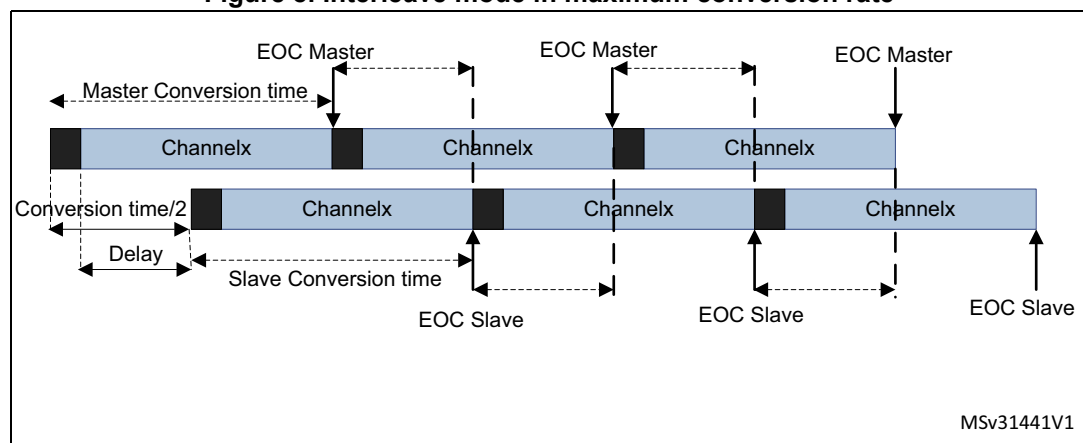 Figure 3. Interleave mode in maximum conversion rate
EOC Master
EOC Master
EOC Master
Master Conversion time
Channelx
Channelx
Channelx
Conversion time/2
Channelx
Channelx
Channelx
Delay
Slave Conversion time
EOC Slave
EOC Slave
EOC Slave
MSv31441V1